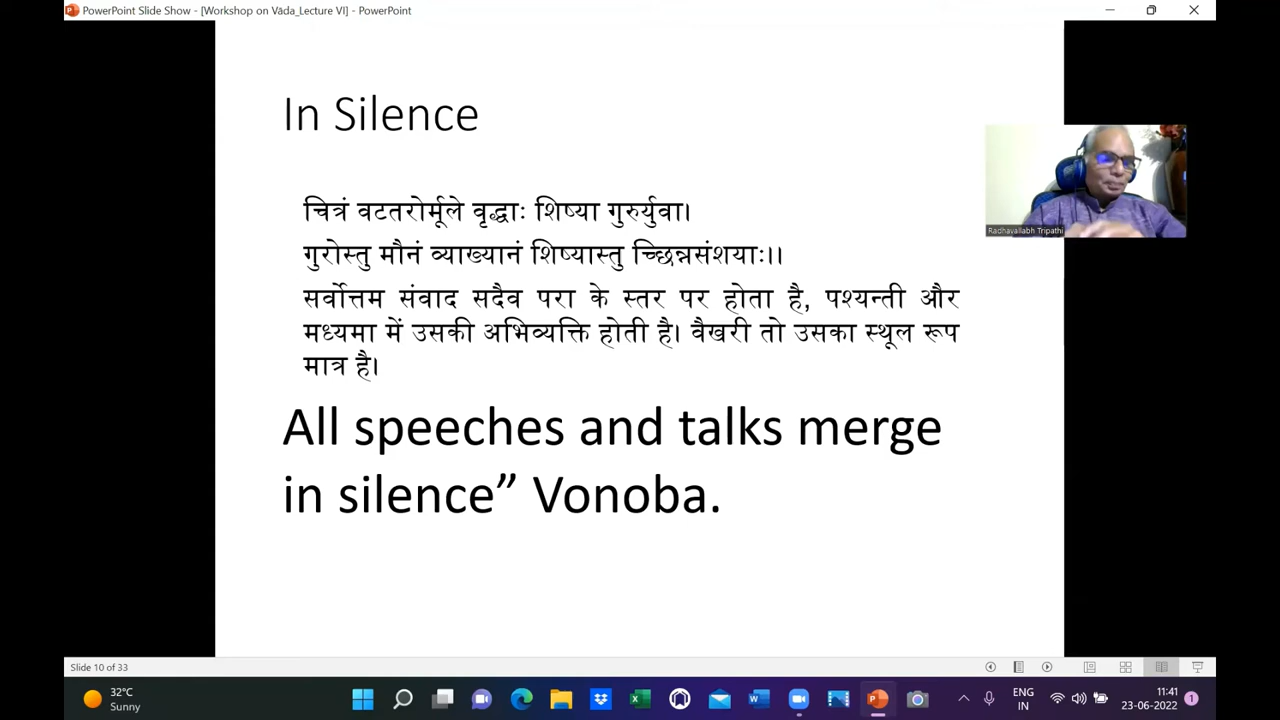 PowerPoint Slide Show - [Workshop on Vāda_Lecture VI] - PowerPoint
In Silence
चित्रं वटतरोर्मूले वृद्धाः शिष्या गुरुर्युवा।
गुरोस्तु मौनं व्याख्यानं शिष्यास्तु च्छिन्नसंशयाः।।
सर्वोत्तम संवाद सदैव परा के स्तर पर होता है, पश्यन्ती और
मध्यमा में उसकी अभिव्यक्ति होती है। वैखरी तो उसका स्थूल रूप
मात्र है।
All speeches and talks merge
in silence” Vonoba.
Radhavallabh Tripathi
Slide 10 of 33
32°C
Sunny
ENG
IN
11:41
23-06-2022
1